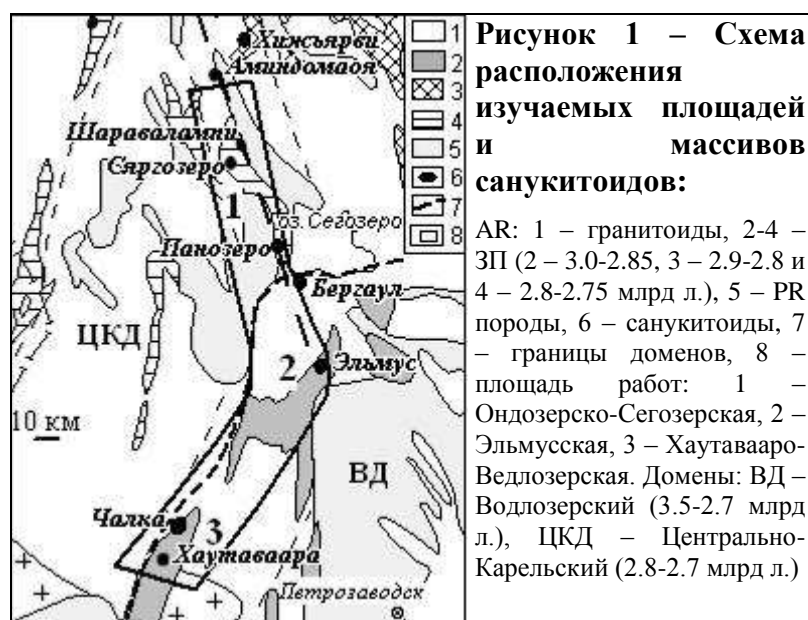 Хижъярви
Аминдомаоя
Шаравалампи
Сяргозеро
1
оз. Сегозеро
Панозеро
Бергаул
ЦКД
2
Эльмус
10 км
ВД
Чалка
3
Хаутаваара
Петрозаводск
1
2
3
4
5
6
7
8
Рисунок 1 – Схема
расположения
изучаемых площадей
и массивов
санукитоидов:
AR: 1 – гранитоиды, 2-4 –
ЗП (2 – 3.0-2.85, 3 – 2.9-2.8 и
4 – 2.8-2.75 млрд л.), 5 – PR
породы, 6 – санукитоиды, 7
– границы доменов, 8 –
площадь работ: 1 –
Ондозерско-Сегозерская, 2 –
Эльмусская, 3 – Хаутавааро-
Ведлозерская. Домены: ВД –
Водлозерский (3.5-2.7 млрд
л.), ЦКД – Центрально-
Карельский (2.8-2.7 млрд л.)